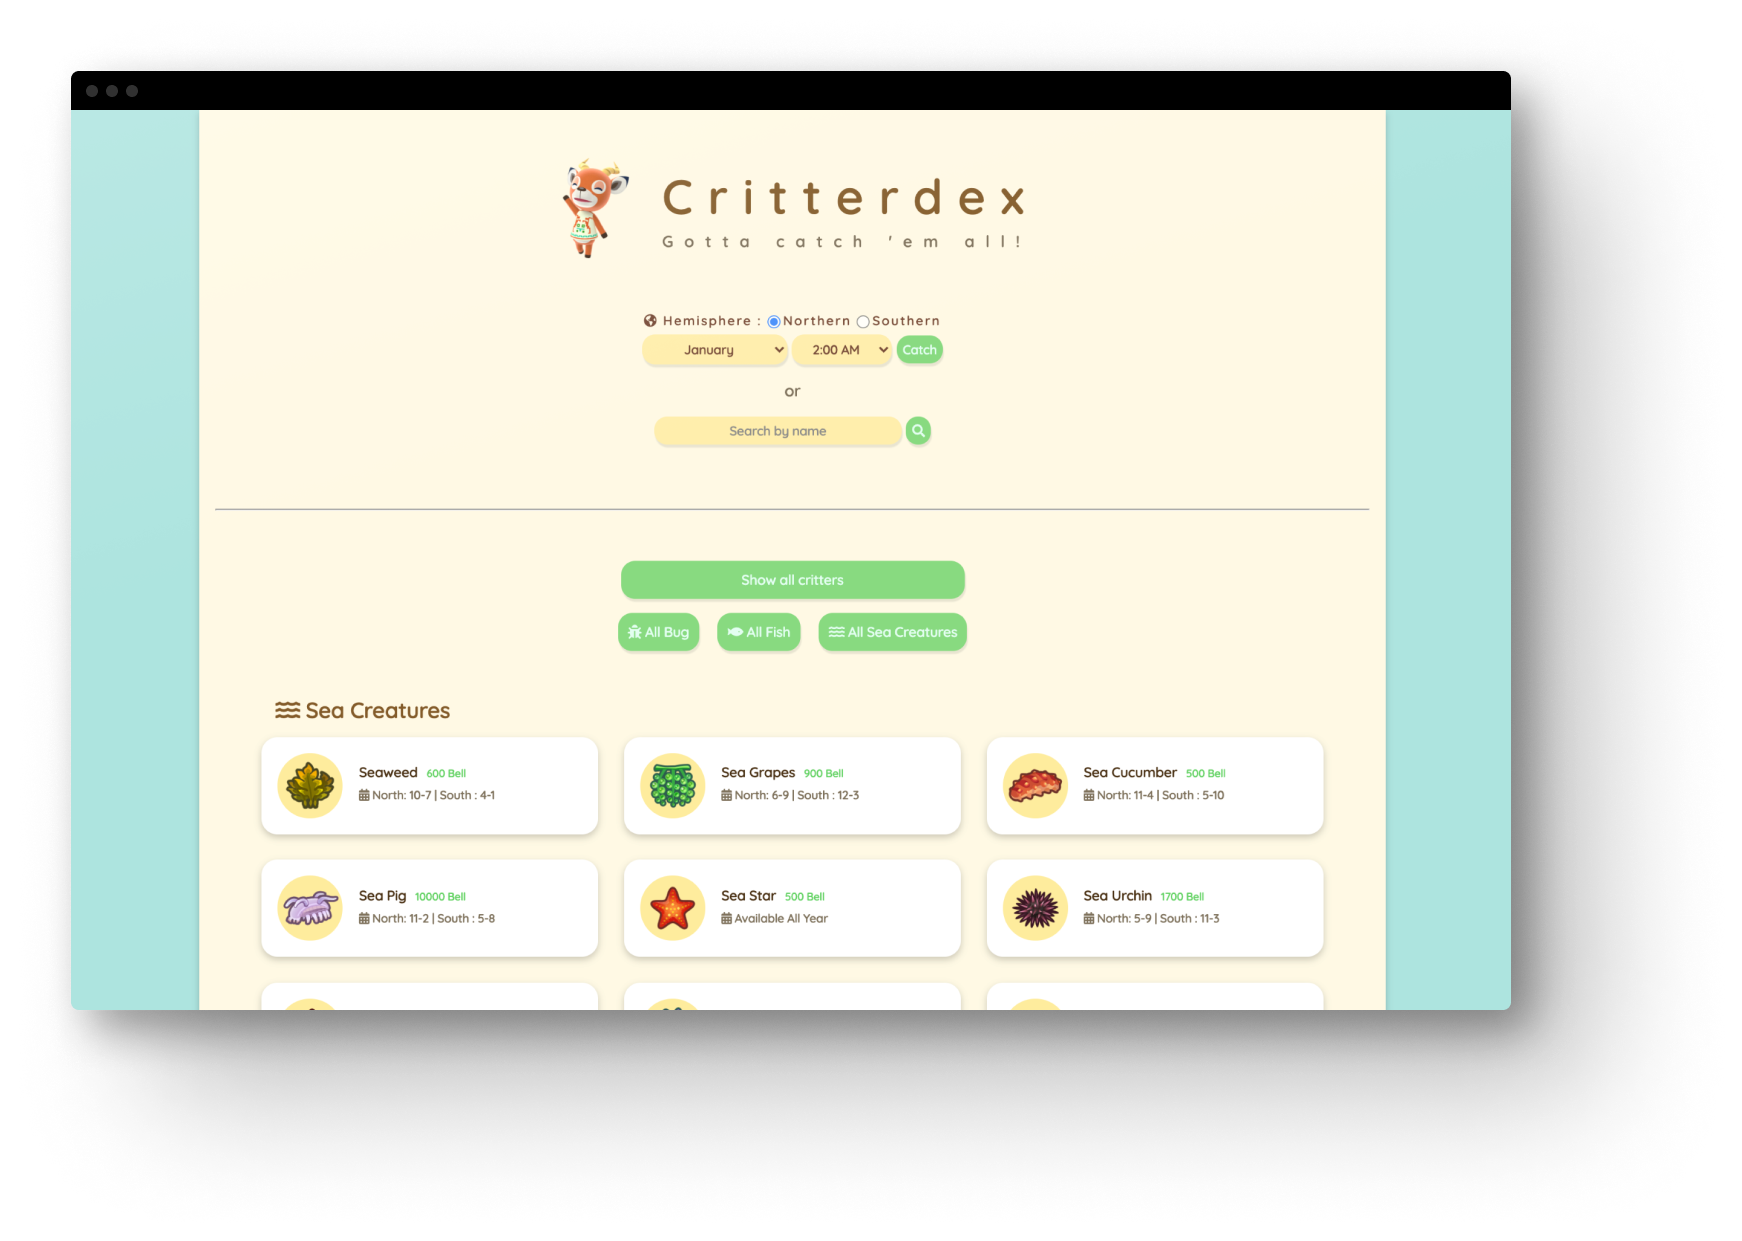 Critterdex
Gotta catch 'em all!
Hemisphere : Northern Southern
January 2:00 AM Catch
or
Search by name
Show all critters
All Bug All Fish All Sea Creatures
Sea Creatures
Seaweed 600 Bell
North: 10-7 | South : 4-1
Sea Grapes 900 Bell
North: 6-9 | South : 12-3
Sea Cucumber 500 Bell
North: 11-4 | South : 5-10
Sea Pig 10000 Bell
North: 11-2 | South : 5-8
Sea Star 500 Bell
Available All Year
Sea Urchin 1700 Bell
North: 5-9 | South : 11-3